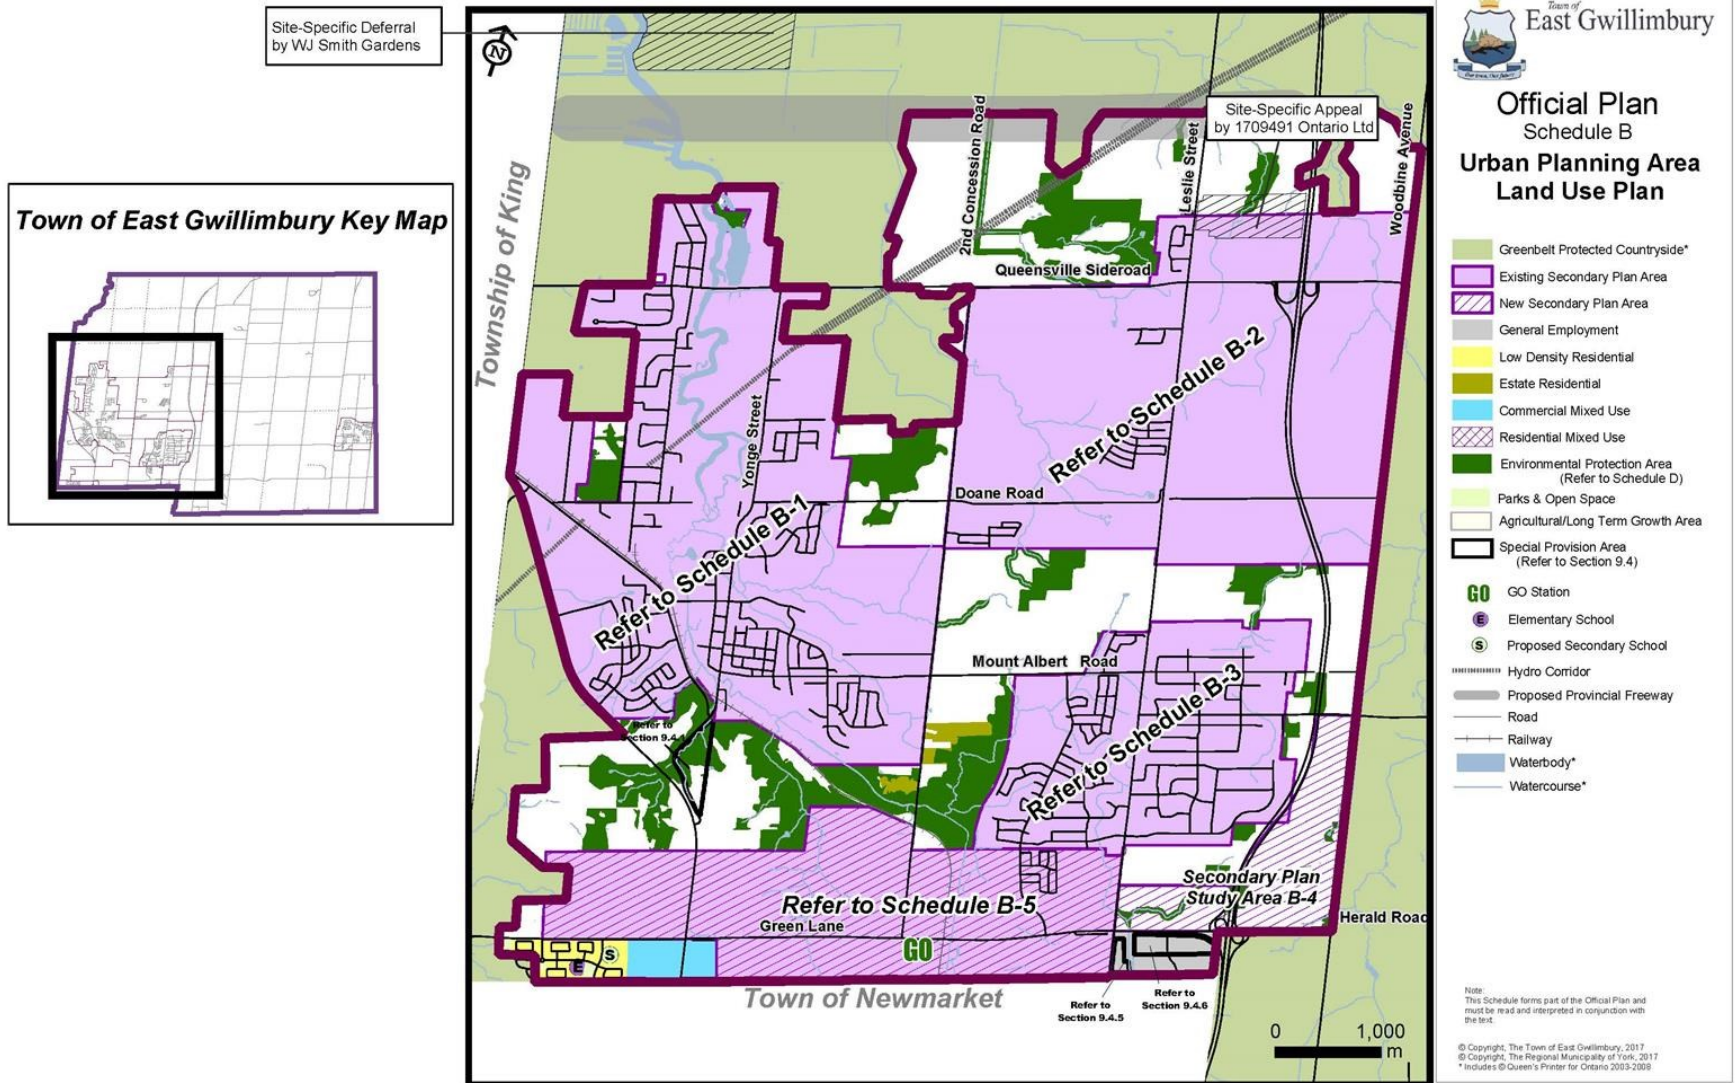 Site-Specific Deferral
by WJ Smith Gardens
N
Town of East Gwillimbury Key Map
Township of King
Site-Specific Appeal
by 1709491 Ontario Ltd
2nd Concession Road
Leslie Street
Woodbine Avenue
Queensville Sideroad
Yonge Street
Refer to Schedule B-2
Doane Road
Refer to Schedule B-1
Mount Albert Road
Refer to Schedule B-3
Refer to
Section 9.4.1
Secondary Plan
Study Area B-4
Refer to Schedule B-5
Green Lane
Herald Road
GO
S
E
Town of Newmarket
Refer to
Section 9.4.5
Refer to
Section 9.4.6
0 1,000
m
Town of
East Gwillimbury
Our town, Our future
Official Plan
Schedule B
Urban Planning Area
Land Use Plan
Greenbelt Protected Countryside*
Existing Secondary Plan Area
New Secondary Plan Area
General Employment
Low Density Residential
Estate Residential
Commercial Mixed Use
Residential Mixed Use
Environmental Protection Area
(Refer to Schedule D)
Parks & Open Space
Agricultural/Long Term Growth Area
Special Provision Area
(Refer to Section 9.4)
GO GO Station
E Elementary School
S Proposed Secondary School
Hydro Corridor
Proposed Provincial Freeway
Road
Railway
Waterbody*
Watercourse*
Note:
This Schedule forms part of the Official Plan and
must be read and interpreted in conjunction with
the text.
© Copyright, The Town of East Gwillimbury, 2017
© Copyright, The Regional Municipality of York, 2017
* Includes © Queen's Printer for Ontario 2003-2008